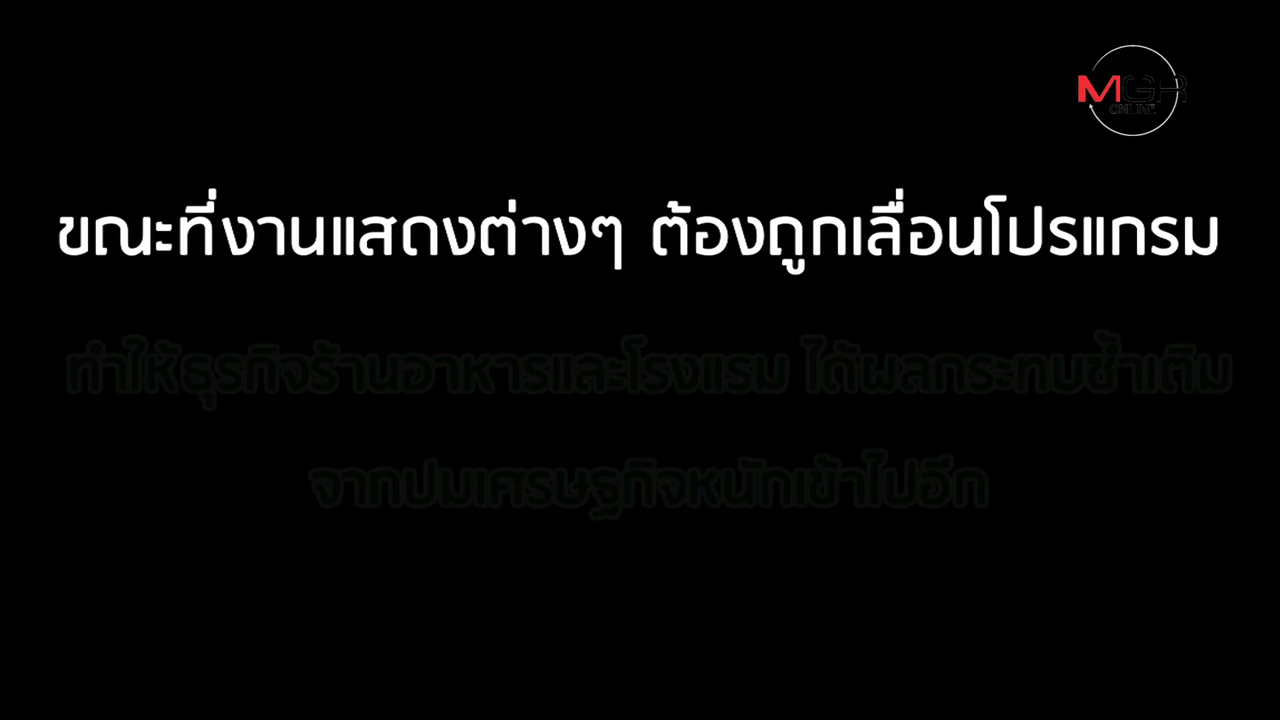 MGR
ONLINE
ขณะที่งานแสดงต่างๆ ต้องถูกเลื่อนโปรแกรม
ทำให้ธุรกิจร้านอาหารและโรงแรม ได้ผลกระทบซ้ำเติม
จากปมเศรษฐกิจหนักเข้าไปอีก